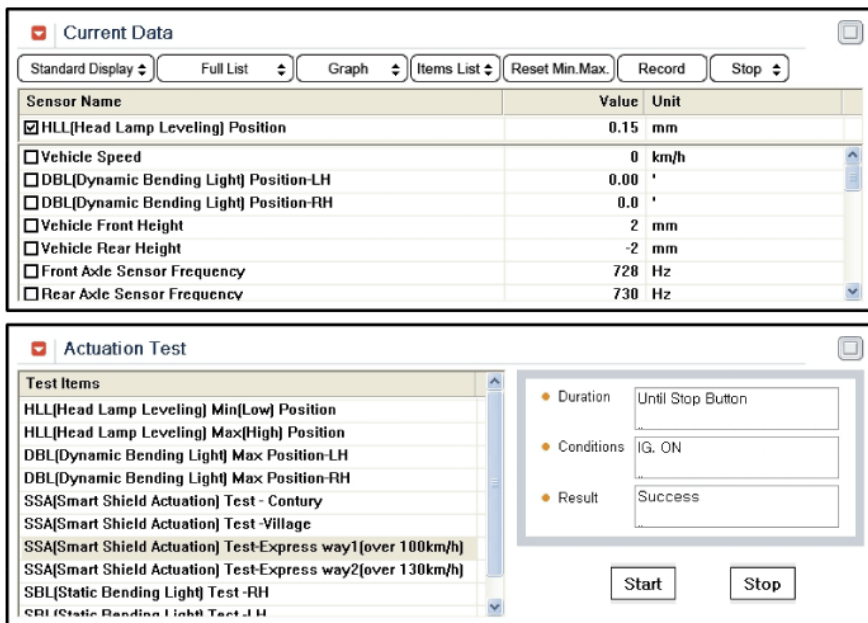 Current Data
Standard Display Full List Graph Items List Reset Min.Max. Record Stop
Sensor Name Value Unit
HLL(Head Lamp Leveling) Position 0.15 mm
Vehicle Speed 0 km/h
DBL(Dynamic Bending Light) Position-LH 0.00 '
DBL(Dynamic Bending Light) Position-RH 0.0 '
Vehicle Front Height 2 mm
Vehicle Rear Height -2 mm
Front Axle Sensor Frequency 728 Hz
Rear Axle Sensor Frequency 730 Hz
Actuation Test
Test Items
HLL(Head Lamp Leveling) Min(Low) Position
HLL(Head Lamp Leveling) Max(High) Position
DBL(Dynamic Bending Light) Max Position-LH
DBL(Dynamic Bending Light) Max Position-RH
SSA(Smart Shield Actuation) Test - Contury
SSA(Smart Shield Actuation) Test -Village
SSA(Smart Shield Actuation) Test-Express way1(over 100km/h)
SSA(Smart Shield Actuation) Test-Express way2(over 130km/h)
SBL(Static Bending Light) Test -RH
SBL(Static Bending Light) Test -LH
Duration Until Stop Button
Conditions IG. ON
Result Success
Start Stop